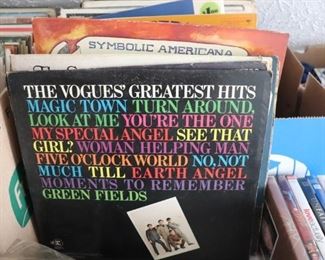 SYMBOLIC AMERICANA
THE VOGUES' GREATEST HITS
MAGIC TOWN TURN AROUND,
LOOK AT ME YOU'RE THE ONE
MY SPECIAL ANGEL SEE THAT
GIRL? WOMAN HELPING MAN
FIVE O'CLOCK WORLD NO, NOT
MUCH TILL EARTH ANGEL
MOMENTS TO REMEMBER
GREEN FIELDS